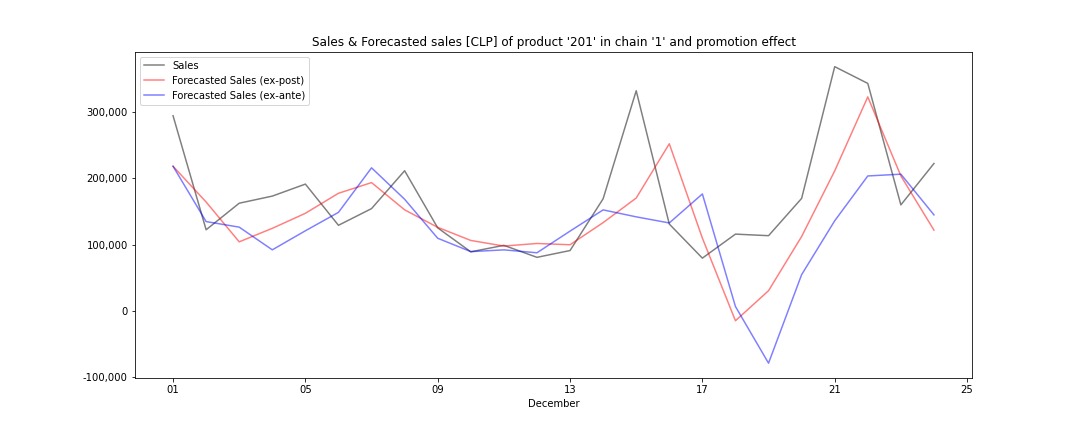 Sales & Forecasted sales [CLP] of product '201' in chain '1' and promotion effect
Sales
Forecasted Sales (ex-post)
Forecasted Sales (ex-ante)
300,000
200,000
100,000
0
-100,000
01 05 09 13 17 21 25
December